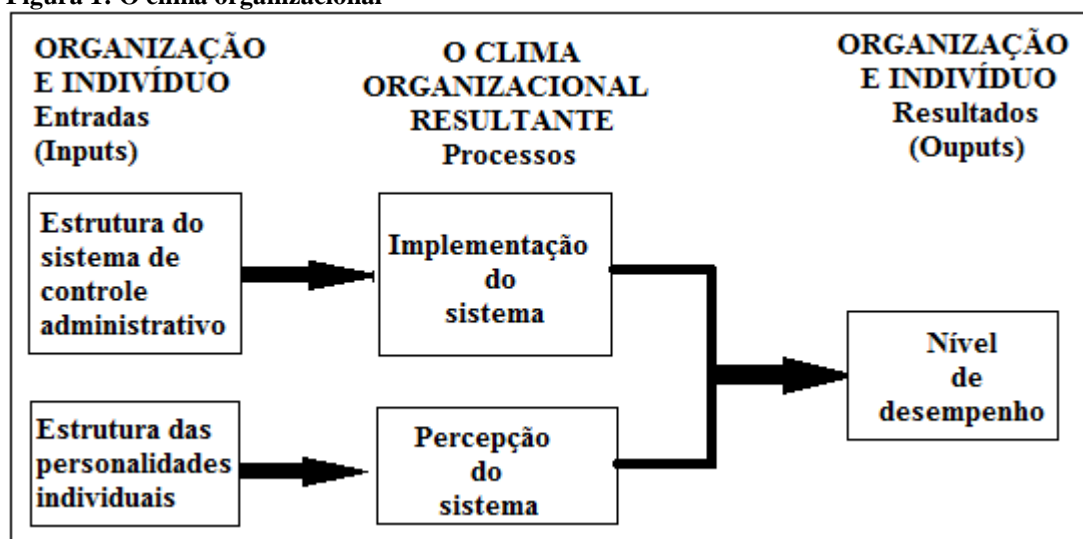 Figura 1: O clima organizacional
ORGANIZAÇÃO
E INDIVÍDUO
Entradas
(Inputs)
O CLIMA
ORGANIZACIONAL
RESULTANTE
Processos
ORGANIZAÇÃO
E INDIVÍDUO
Resultados
(Ouputs)
Estrutura do
sistema de
controle
administrativo
Implementação
do
sistema
Nível
de
desempenho
Estrutura das
personalidades
individuais
Percepção
do
sistema